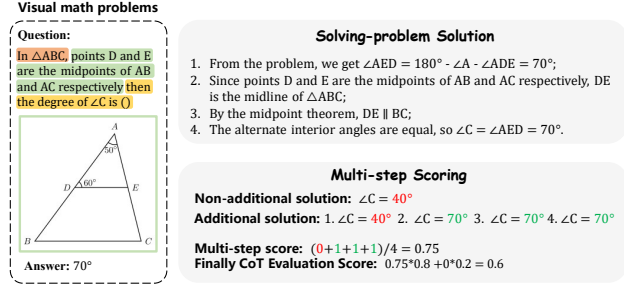 Visual math problems
Question:
In △ABC, points D and E
are the midpoints of AB
and AC respectively then
the degree of ∠C is ()
A
50°
D
60°
E
B
C
Answer: 70°
Solving-problem Solution
1. From the problem, we get ∠AED = 180° - ∠A - ∠ADE = 70°;
2. Since points D and E are the midpoints of AB and AC respectively, DE
is the midline of △ABC;
3. By the midpoint theorem, DE ∥ BC;
4. The alternate interior angles are equal, so ∠C = ∠AED = 70°.
Multi-step Scoring
Non-additional solution: ∠C = 40°
Additional solution: 1. ∠C = 40° 2. ∠C = 70° 3. ∠C = 70° 4. ∠C = 70°
Multi-step score: (0+1+1+1)/4 = 0.75
Finally CoT Evaluation Score: 0.75*0.8 +0*0.2 = 0.6